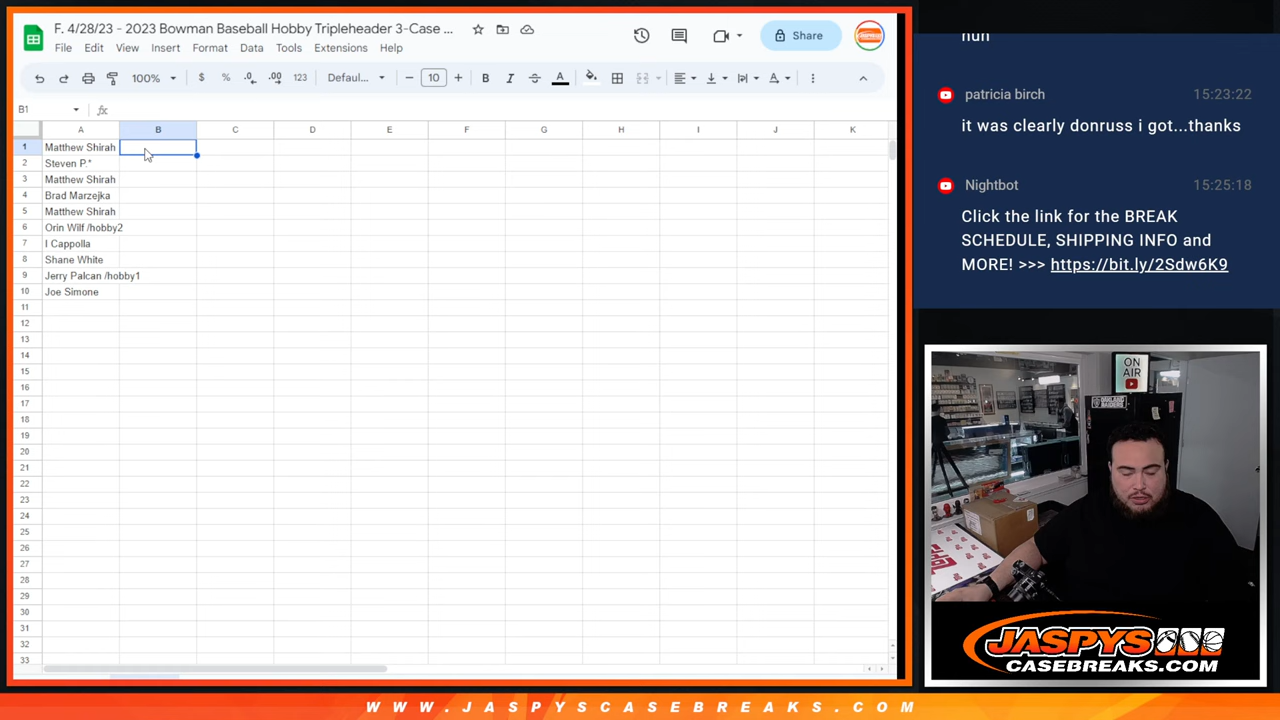 F. 4/28/23 - 2023 Bowman Baseball Hobby Tripleheader 3-Case ...
File Edit View Insert Format Data Tools Extensions Help
Share
100% $ % .0 .00 123 Defaul... − 10 + B I S A
B1 fx
A B C D E F G H I J K
1 Matthew Shirah
2 Steven P.*
3 Matthew Shirah
4 Brad Marzejka
5 Matthew Shirah
6 Orin Wilf /hobby2
7 I Cappolla
8 Shane White
9 Jerry Palcan /hobby1
10 Joe Simone
11
12
13
14
15
16
17
18
19
20
21
22
23
24
25
26
27
28
29
30
31
32
33
huh
patricia birch 15:23:22
it was clearly donruss i got...thanks
Nightbot 15:25:18
Click the link for the BREAK
SCHEDULE, SHIPPING INFO and
MORE! >>> https://bit.ly/2Sdw6K9
ON
AIR
JASPYS
CASEBREAKS.COM
WWW.JASPYSCASEBREAKS.COM